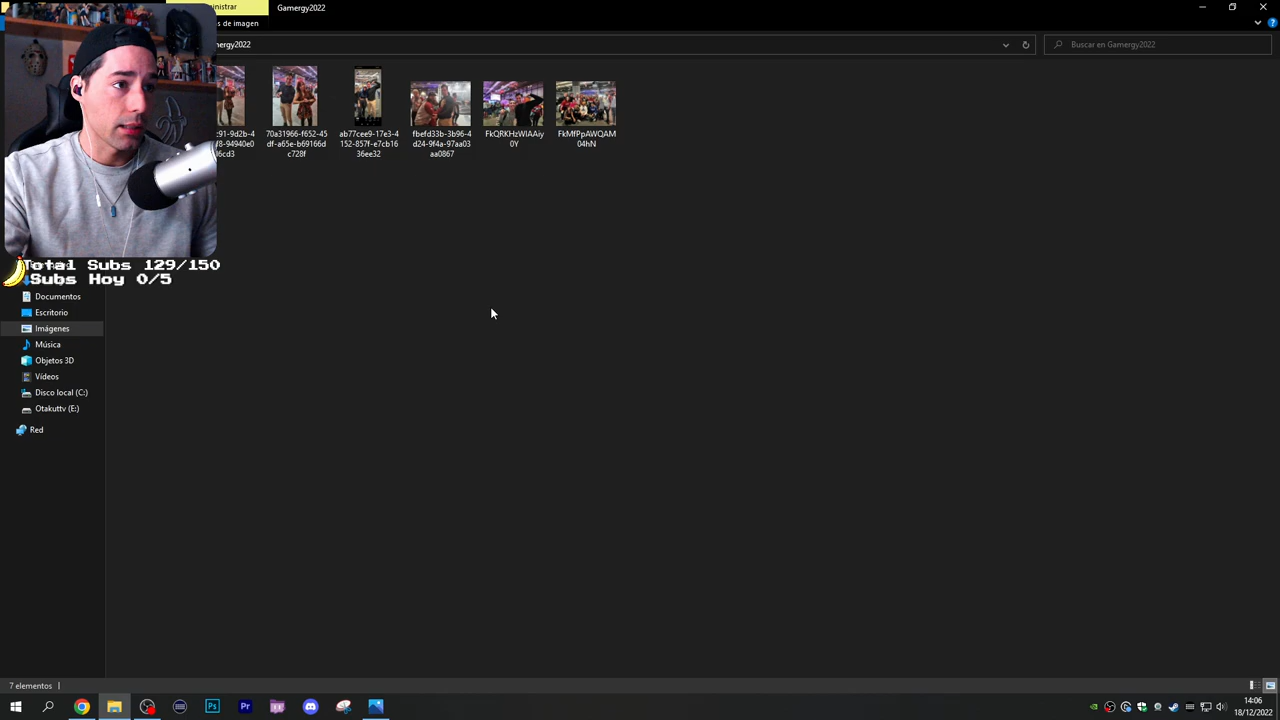 Gamergy2022
s de imagen
nergy2022
Buscar en Gamergy2022
70a31966-f652-45
df-a65e-b69166d
c728f
ab77cee9-17e3-4
152-857f-e7cb16
36ee32
fbefd33b-3b96-4
d24-9f4a-97aa03
aa0867
FkQRKHzWIAAiy
0Y
FkMfPpAWQAM
04hN
Total Subs 129/150
Subs Hoy 0/5
Documentos
Escritorio
Imágenes
Música
Objetos 3D
Vídeos
Disco local (C:)
Otakuttv (E:)
Red
7 elementos
14:06
18/12/2022